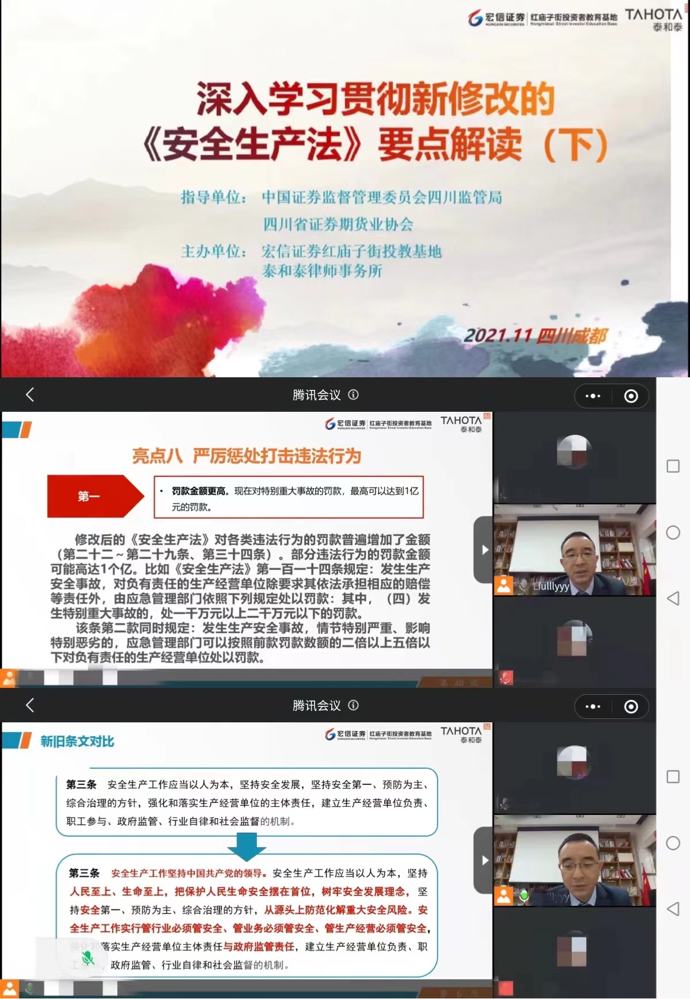 宏信证券 红庙子街投资者教育基地 TAHOTA
HONGXIN SECURITIES Hongmiaozi Street Investor Education Base 泰和泰
深入学习贯彻新修改的
《安全生产法》要点解读（下）
指导单位： 中国证券监督管理委员会四川监管局
四川省证券期货业协会
主办单位： 宏信证券红庙子街投教基地
泰和泰律师事务所
2021.11 四川成都
腾讯会议
宏信证券 红庙子街投资者教育基地 TAHOTA
HONGXIN SECURITIES Hongmiaozi Street Investor Education Base 泰和泰
亮点八 严厉惩处打击违法行为
第一
• 罚款金额更高。现在对特别重大事故的罚款，最高可以达到1亿
元的罚款。
修改后的《安全生产法》对各类违法行为的罚款普遍增加了金额
（第二十二～第二十九条、第三十四条）。部分违法行为的罚款金额
可能高达1个亿。比如《安全生产法》第一百一十四条规定：发生生产
安全事故，对负有责任的生产经营单位除要求其依法承担相应的赔偿
等责任外，由应急管理部门依照下列规定处以罚款：其中，（四）发
生特别重大事故的，处一千万元以上二千万元以下的罚款。
该条第二款同时规定：发生生产安全事故，情节特别严重、影响
特别恶劣的，应急管理部门可以按照前款罚款数额的二倍以上五倍以
下对负有责任的生产经营单位处以罚款。
Liulllyyy
第 40 页
腾讯会议
新旧条文对比
宏信证券 红庙子街投资者教育基地 TAHOTA
HONGXIN SECURITIES Hongmiaozi Street Investor Education Base 泰和泰
第三条 安全生产工作应当以人为本，坚持安全发展，坚持安全第一、预防为主、
综合治理的方针，强化和落实生产经营单位的主体责任，建立生产经营单位负责、
职工参与、政府监管、行业自律和社会监督的机制。
第三条 安全生产工作坚持中国共产党的领导。安全生产工作应当以人为本，坚持
人民至上、生命至上，把保护人民生命安全摆在首位，树牢安全发展理念，坚
持安全第一、预防为主、综合治理的方针，从源头上防范化解重大安全风险。安
全生产工作实行管行业必须管安全、管业务必须管安全、管生产经营必须管安全，
强化和落实生产经营单位主体责任与政府监管责任，建立生产经营单位负责、职
工、政府监管、行业自律和社会监督的机制。
llyyy
第 6 页